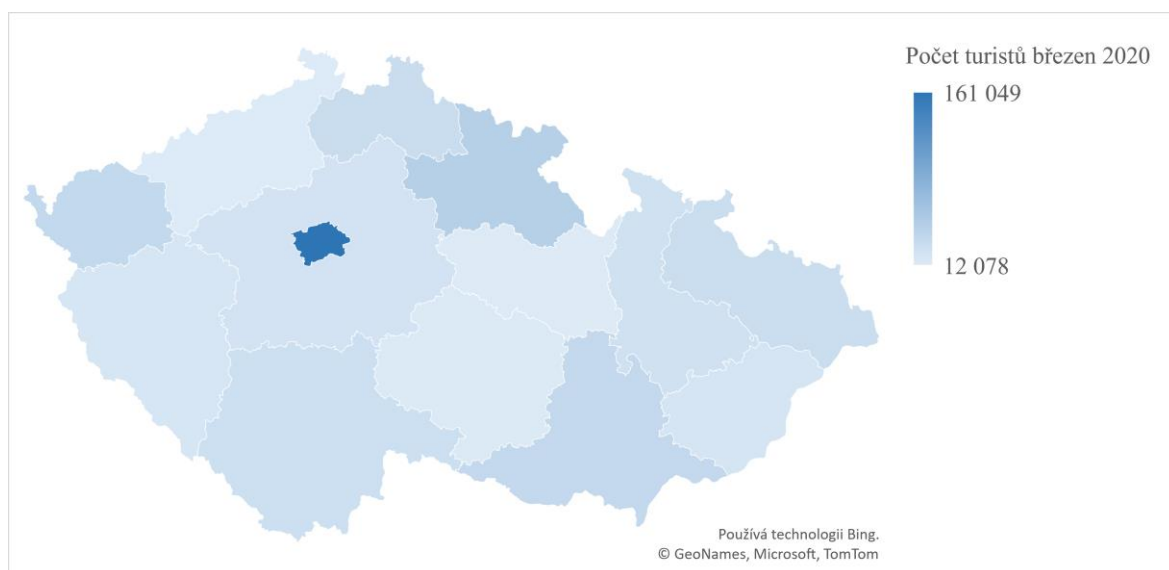 Počet turistů březen 2020
161 049
12 078
Používá technologii Bing.
© GeoNames, Microsoft, TomTom